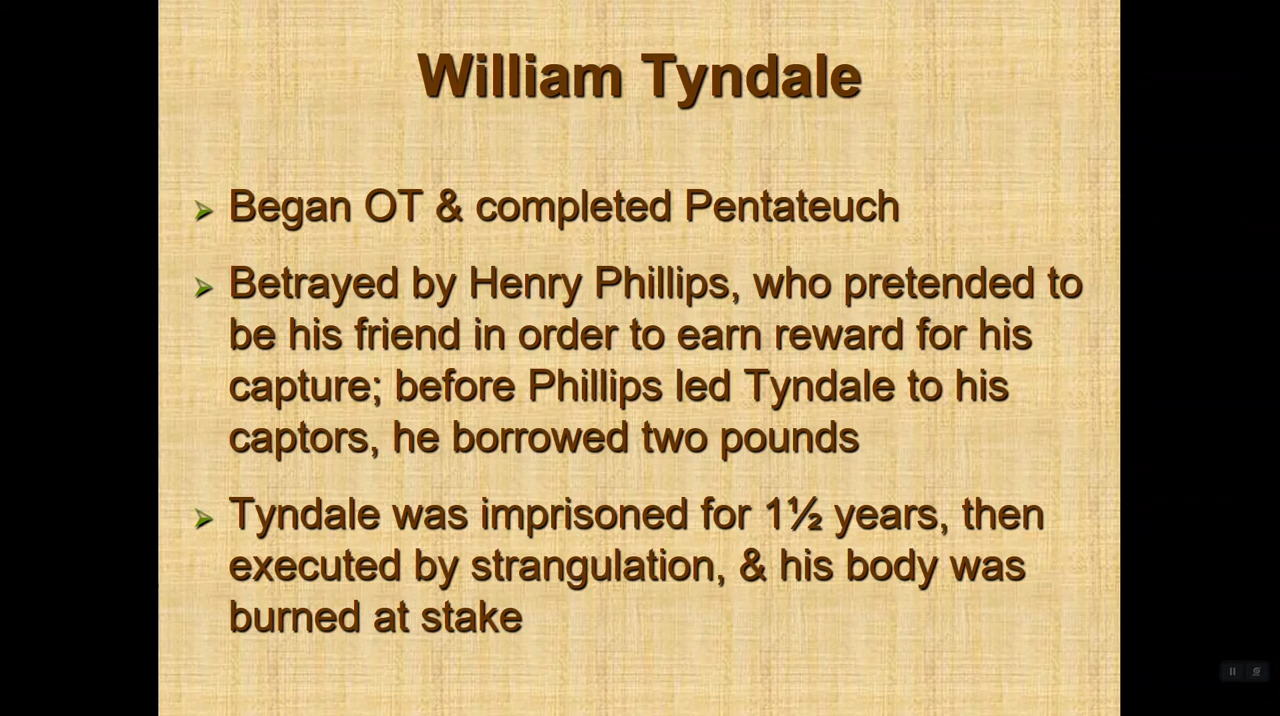 William Tyndale
Began OT & completed Pentateuch
Betrayed by Henry Phillips, who pretended to
be his friend in order to earn reward for his
capture; before Phillips led Tyndale to his
captors, he borrowed two pounds
Tyndale was imprisoned for 1½ years, then
executed by strangulation, & his body was
burned at stake